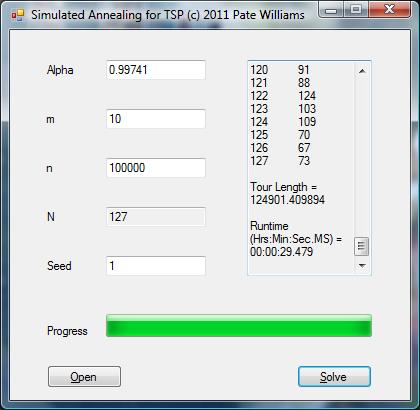 Simulated Annealing for TSP (c) 2011 Pate Williams
Alpha
0.99741
m
10
n
100000
N
127
Seed
1
120 91
121 88
122 124
123 103
124 109
125 70
126 67
127 73
Tour Length =
124901.409894
Runtime
(Hrs:Min:Sec.MS) =
00:00:29.479
Progress
Open
Solve